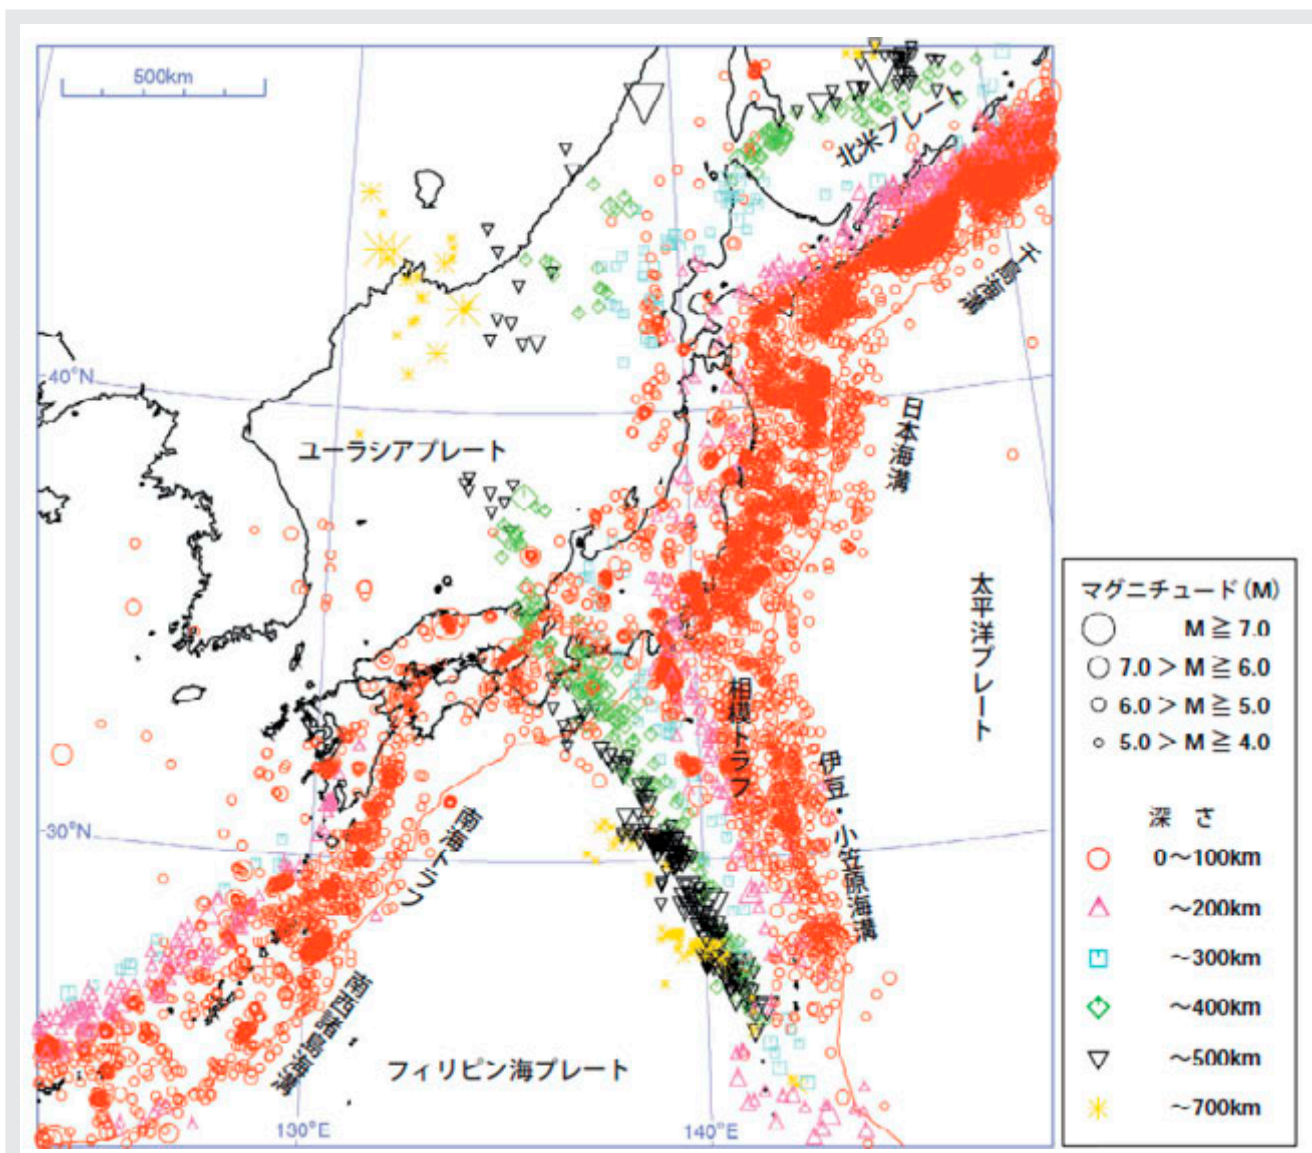 500km
北米プレート
千島海溝
40°N
日本海溝
ユーラシアプレート
太平洋プレート
相模トラフ
伊豆・小笠原海溝
30°N
南海トラフ
南西諸島海溝
フィリピン海プレート
130°E
140°E
マグニチュード(M)
M ≧ 7.0
7.0 > M ≧ 6.0
6.0 > M ≧ 5.0
5.0 > M ≧ 4.0
深 さ
0～100km
～200km
～300km
～400km
～500km
～700km